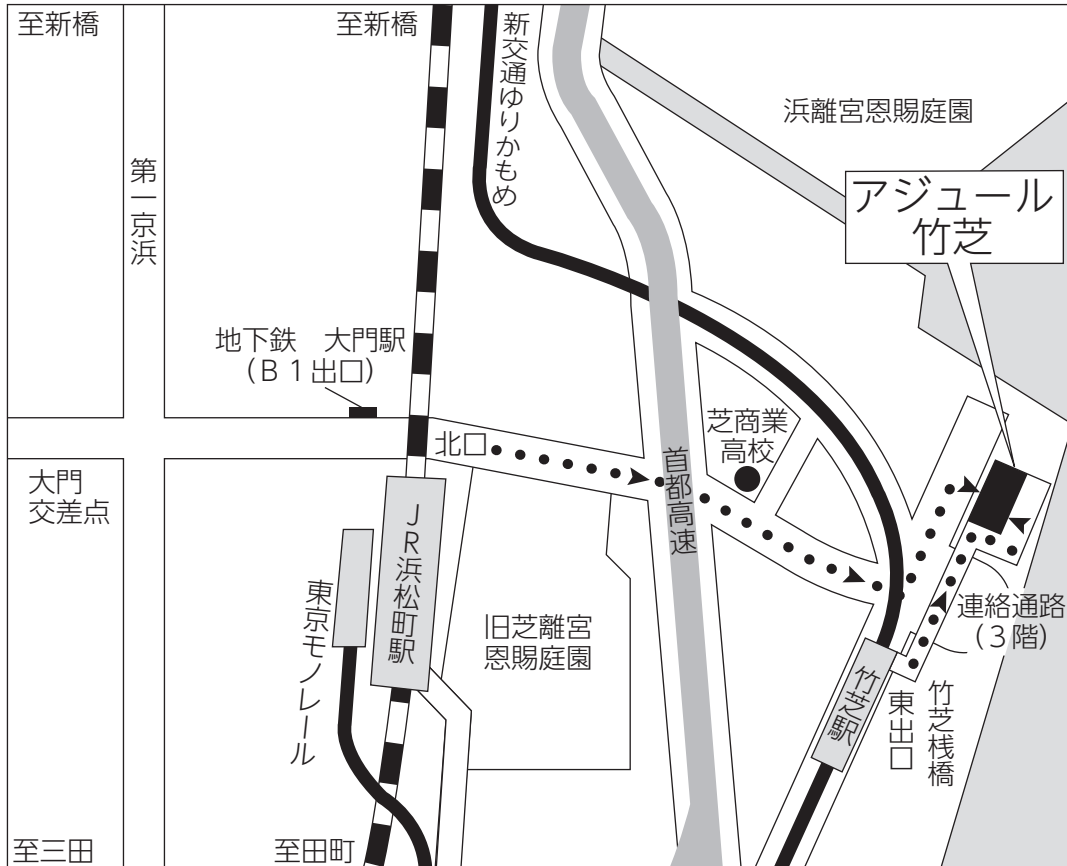 至新橋
至新橋
新交通ゆりかもめ
浜離宮恩賜庭園
アジュール
竹芝
第一京浜
地下鉄　大門駅
（B１出口）
北口
芝商業
高校
首都高速
大門
交差点
JR浜松町駅
東京モノレール
旧芝離宮
恩賜庭園
連絡通路
（３階）
竹芝駅
東出口
竹芝桟橋
至三田
至田町